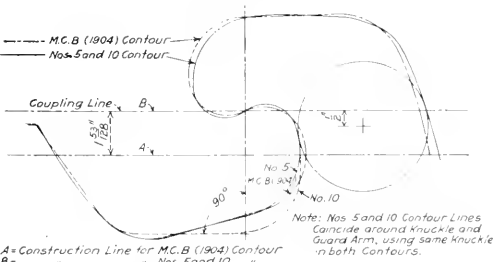 M.C.B (1904) Contour
Nos. 5 and 10 Contour
Coupling Line
B
1 53/128"
A
90°
No 5
M.C.B. 1904
No. 10
Note: Nos 5 and 10 Contour Lines
Coincide around Knuckle and
Guard Arm, using same Knuckle
in both Contours.
A = Construction Line for M.C.B (1904) Contour
B = Nos 5 and 10